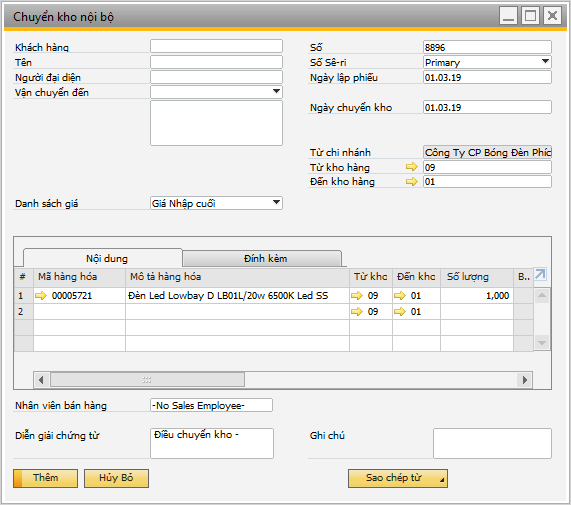 Chuyển kho nội bộ
Khách hàng
Tên
Người đại diện
Vận chuyển đến
Số 8896
Số Sê-ri Primary
Ngày lập phiếu 01.03.19
Ngày chuyển kho 01.03.19
Từ chi nhánh Công Ty CP Bóng Đèn Phíc
Từ kho hàng 09
Đến kho hàng 01
Danh sách giá Giá Nhập cuối
Nội dung Đính kèm
# Mã hàng hóa Mô tả hàng hóa Từ kho Đến kho Số lượng B..
1 00005721 Đèn Led Lowbay D LB01L/20w 6500K Led SS 09 01 1,000
2 09 01
Nhân viên bán hàng -No Sales Employee-
Diễn giải chứng từ Điều chuyển kho -
Ghi chú
Thêm Hủy Bỏ Sao chép từ